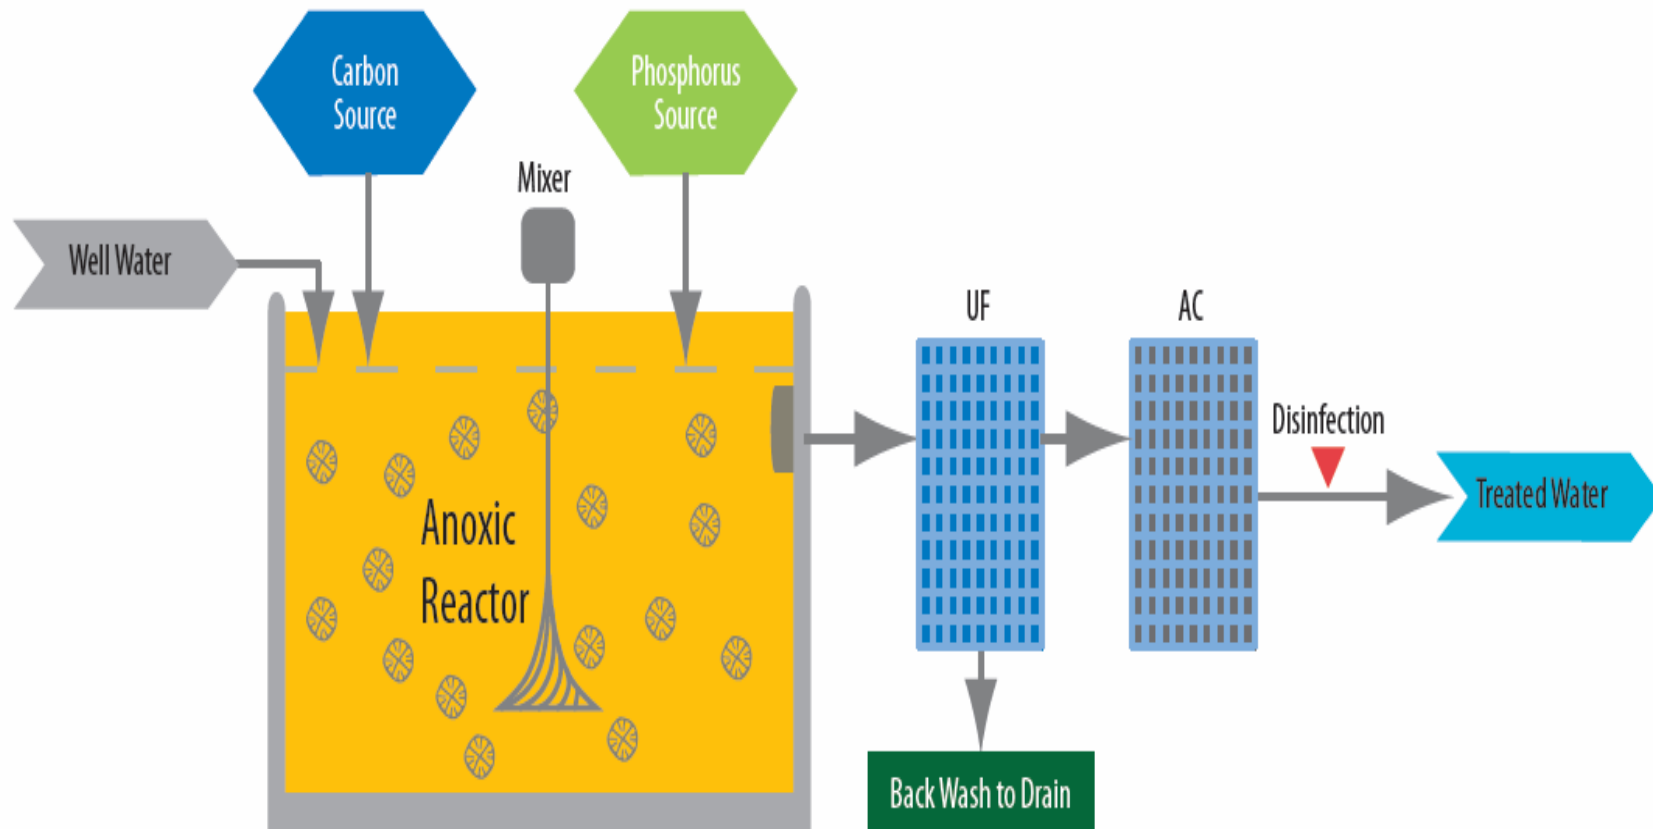 Carbon
Source
Phosphorus
Source
Mixer
Well Water
UF
AC
Disinfection
Treated Water
Anoxic
Reactor
Back Wash to Drain